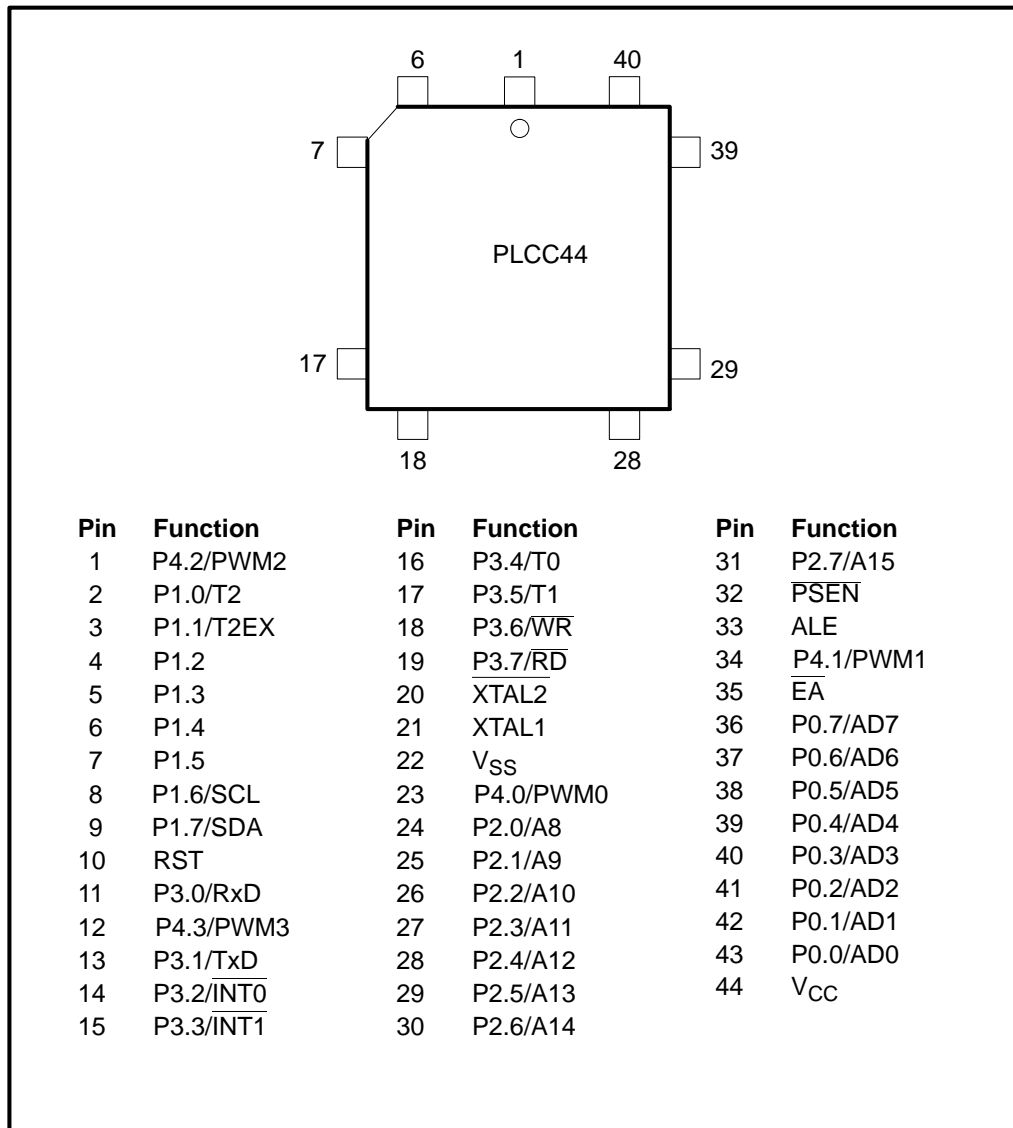 6 1 40
7 39
PLCC44
17 29
18 28
Pin Function Pin Function Pin Function
1 P4.2/PWM2 16 P3.4/T0 31 P2.7/A15
2 P1.0/T2 17 P3.5/T1 32 P̅S̅E̅N̅
3 P1.1/T2EX 18 P3.6/W̅R̅ 33 ALE
4 P1.2 19 P3.7/R̅D̅ 34 P4.1/PWM1
5 P1.3 20 X̅T̅A̅L̅2̅ 35 E̅A̅
6 P1.4 21 XTAL1 36 P0.7/AD7
7 P1.5 22 VSS 37 P0.6/AD6
8 P1.6/SCL 23 P4.0/PWM0 38 P0.5/AD5
9 P1.7/SDA 24 P2.0/A8 39 P0.4/AD4
10 RST 25 P2.1/A9 40 P0.3/AD3
11 P3.0/RxD 26 P2.2/A10 41 P0.2/AD2
12 P4.3/PWM3 27 P2.3/A11 42 P0.1/AD1
13 P3.1/TxD 28 P2.4/A12 43 P0.0/AD0
14 P3.2/I̅N̅T̅0̅ 29 P2.5/A13 44 VCC
15 P3.3/I̅N̅T̅1̅ 30 P2.6/A14